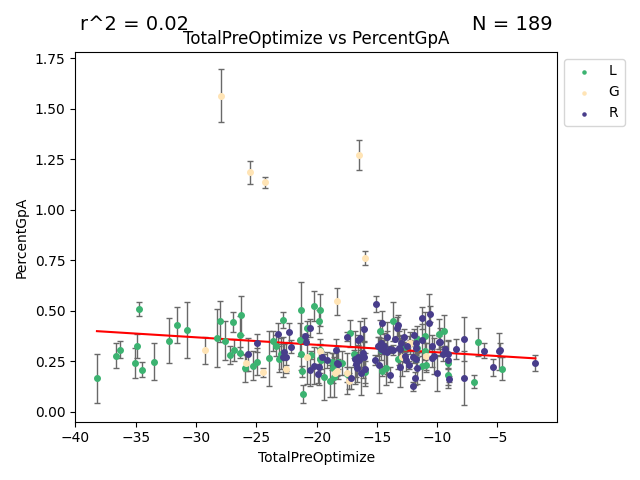 r^2 = 0.02
N = 189
TotalPreOptimize vs PercentGpA
1.75
1.50
1.25
1.00
0.75
0.50
0.25
0.00
PercentGpA
−40
−35
−30
−25
−20
−15
−10
−5
TotalPreOptimize
L
G
R